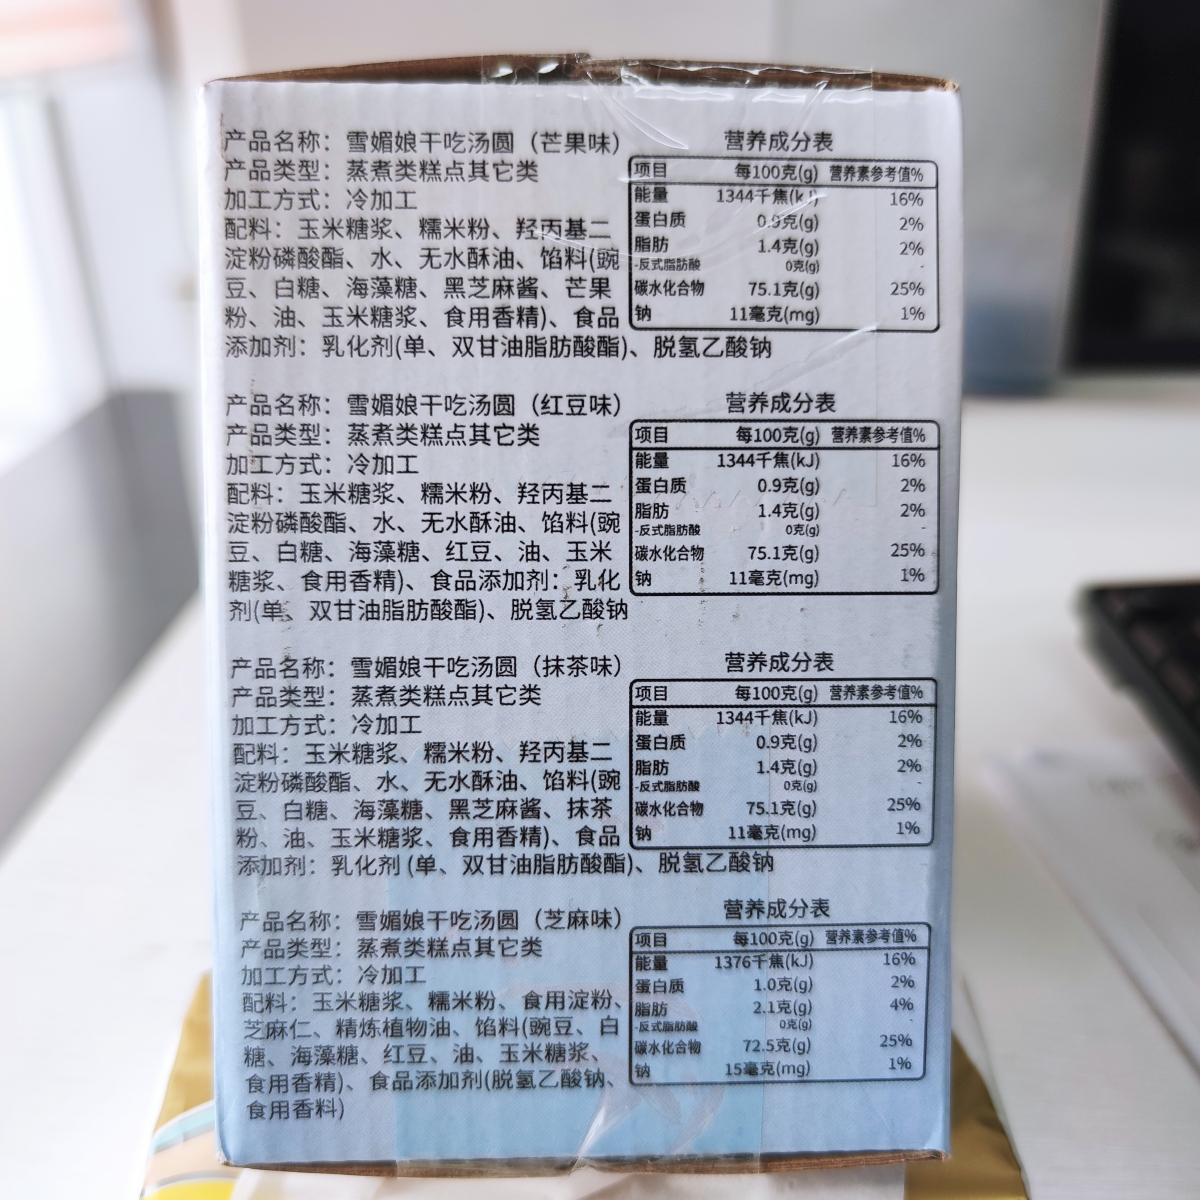 产品名称：雪媚娘干吃汤圆（芒果味）
产品类型：蒸煮类糕点其它类
加工方式：冷加工
配料：玉米糖浆、糯米粉、羟丙基二
淀粉磷酸酯、水、无水酥油、馅料(豌
豆、白糖、海藻糖、黑芝麻酱、芒果
粉、油、玉米糖浆、食用香精)、食品
添加剂：乳化剂(单、双甘油脂肪酸酯)、脱氢乙酸钠
营养成分表
项目 每100克(g) 营养素参考值%
能量 1344千焦(kJ) 16%
蛋白质 0.9克(g) 2%
脂肪 1.4克(g) 2%
-反式脂肪酸 0克(g) -
碳水化合物 75.1克(g) 25%
钠 11毫克(mg) 1%
产品名称：雪媚娘干吃汤圆（红豆味）
产品类型：蒸煮类糕点其它类
加工方式：冷加工
配料：玉米糖浆、糯米粉、羟丙基二
淀粉磷酸酯、水、无水酥油、馅料(豌
豆、白糖、海藻糖、红豆、油、玉米
糖浆、食用香精)、食品添加剂：乳化
剂(单、双甘油脂肪酸酯)、脱氢乙酸钠
营养成分表
项目 每100克(g) 营养素参考值%
能量 1344千焦(kJ) 16%
蛋白质 0.9克(g) 2%
脂肪 1.4克(g) 2%
-反式脂肪酸 0克(g) -
碳水化合物 75.1克(g) 25%
钠 11毫克(mg) 1%
产品名称：雪媚娘干吃汤圆（抹茶味）
产品类型：蒸煮类糕点其它类
加工方式：冷加工
配料：玉米糖浆、糯米粉、羟丙基二
淀粉磷酸酯、水、无水酥油、馅料(豌
豆、白糖、海藻糖、黑芝麻酱、抹茶
粉、油、玉米糖浆、食用香精)、食品
添加剂：乳化剂(单、双甘油脂肪酸酯)、脱氢乙酸钠
营养成分表
项目 每100克(g) 营养素参考值%
能量 1344千焦(kJ) 16%
蛋白质 0.9克(g) 2%
脂肪 1.4克(g) 2%
-反式脂肪酸 0克(g) -
碳水化合物 75.1克(g) 25%
钠 11毫克(mg) 1%
产品名称：雪媚娘干吃汤圆（芝麻味）
产品类型：蒸煮类糕点其它类
加工方式：冷加工
配料：玉米糖浆、糯米粉、食用淀粉、
芝麻仁、精炼植物油、馅料(豌豆、白
糖、海藻糖、红豆、油、玉米糖浆、
食用香精)、食品添加剂(脱氢乙酸钠、
食用香料)
营养成分表
项目 每100克(g) 营养素参考值%
能量 1376千焦(kJ) 16%
蛋白质 1.0克(g) 2%
脂肪 2.1克(g) 4%
-反式脂肪酸 0克(g) -
碳水化合物 72.5克(g) 25%
钠 15毫克(mg) 1%